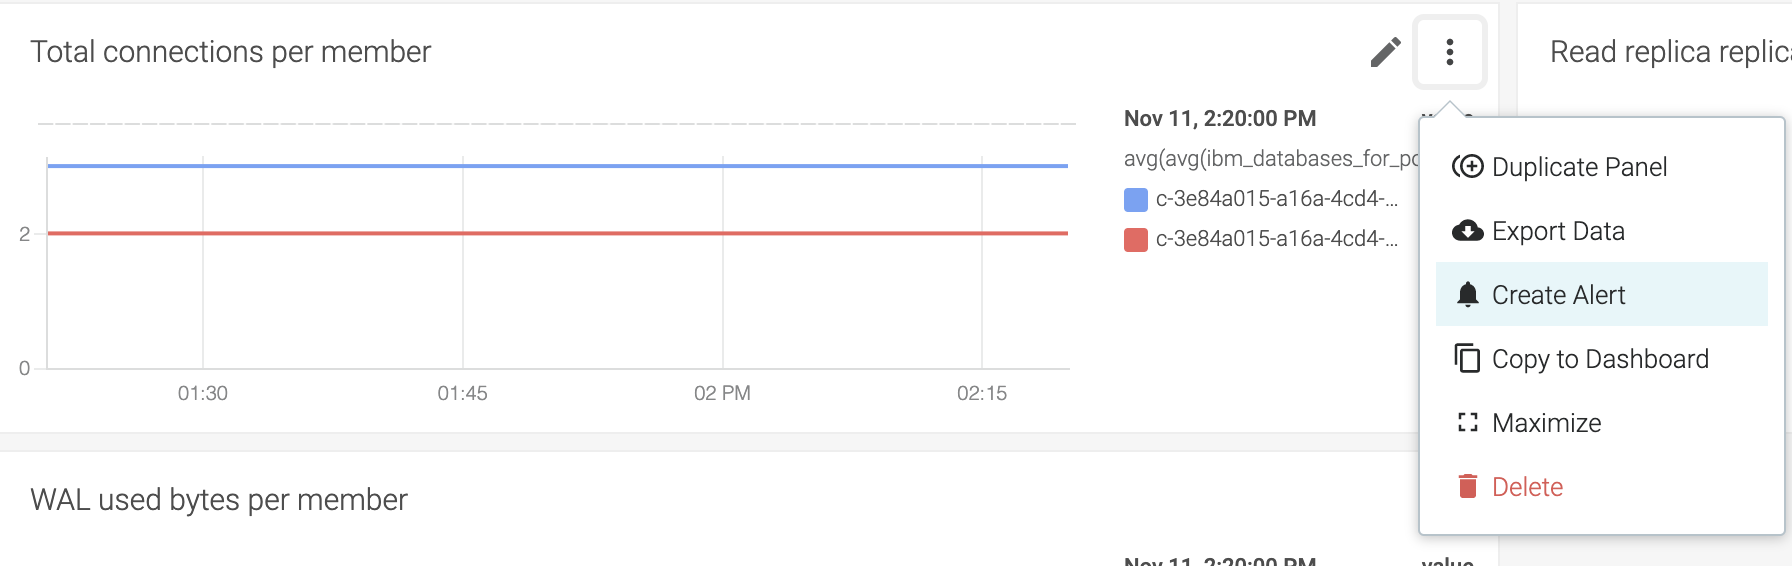 Total connections per member
Read replica
Nov 11, 2:20:00 PM
avg(avg(ibm_databases_for_
c-3e84a015-a16a-4cd4-...
c-3e84a015-a16a-4cd4-...
2
0
01:30
01:45
02 PM
02:15
Duplicate Panel
Export Data
Create Alert
Copy to Dashboard
Maximize
Delete
WAL used bytes per member
Nov 11, 2:20:00 PM
value